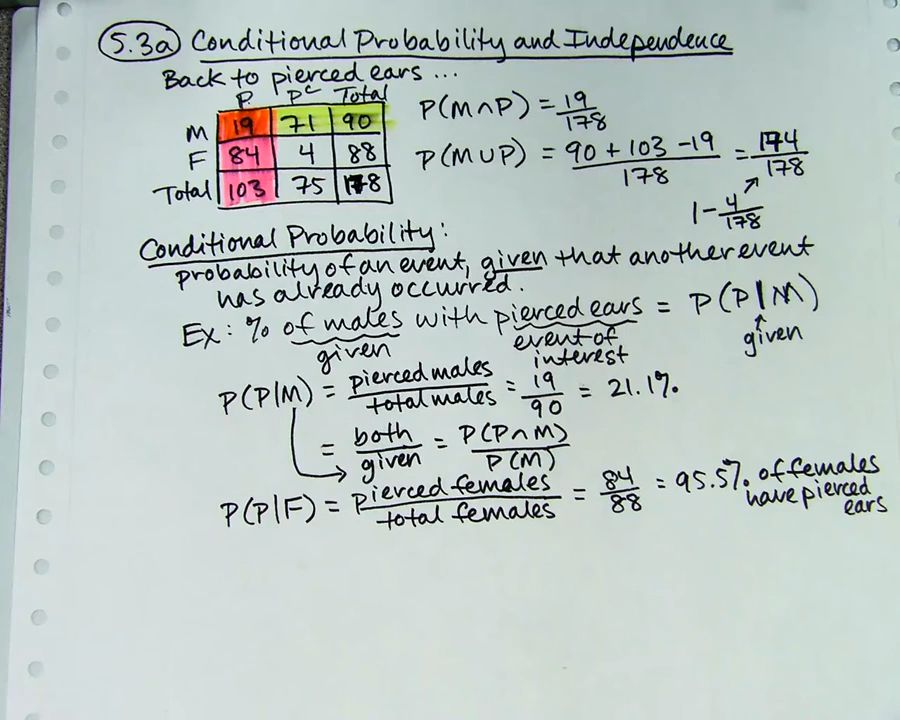 5.3a Conditional Probability and Independence
Back to pierced ears ...
P Pᶜ Total
M 19 71 90
F 84 4 88
Total 103 75 178
P(M∩P) = 19/178
P(M∪P) = 90 + 103 - 19/178 = 174/178
1 - 4/178
Conditional Probability:
probability of an event, given that another event
has already occurred.
Ex: % of males with pierced ears = P(P|M)
given event of interest given
P(P|M) = pierced males/total males = 19/90 = 21.1%
= both/given = P(P∩M)/P(M)
P(P|F) = pierced females/total females = 84/88 = 95.5% of females
have pierced
ears